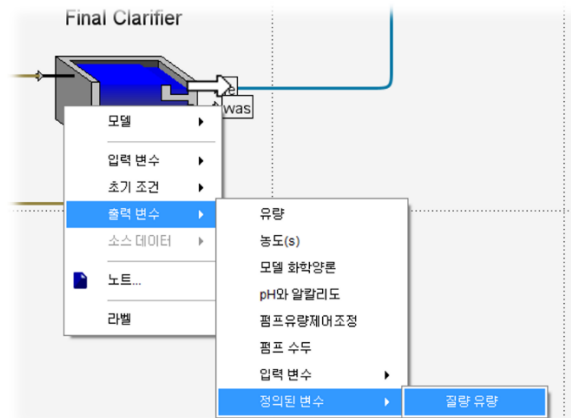 Final Clarifier
was
모델
입력 변수
초기 조건
출력 변수
소스 데이터
노트...
라벨
유량
농도(s)
모델 화학양론
pH와 알칼리도
펌프유량제어조정
펌프 수두
입력 변수
정의된 변수
질량 유량